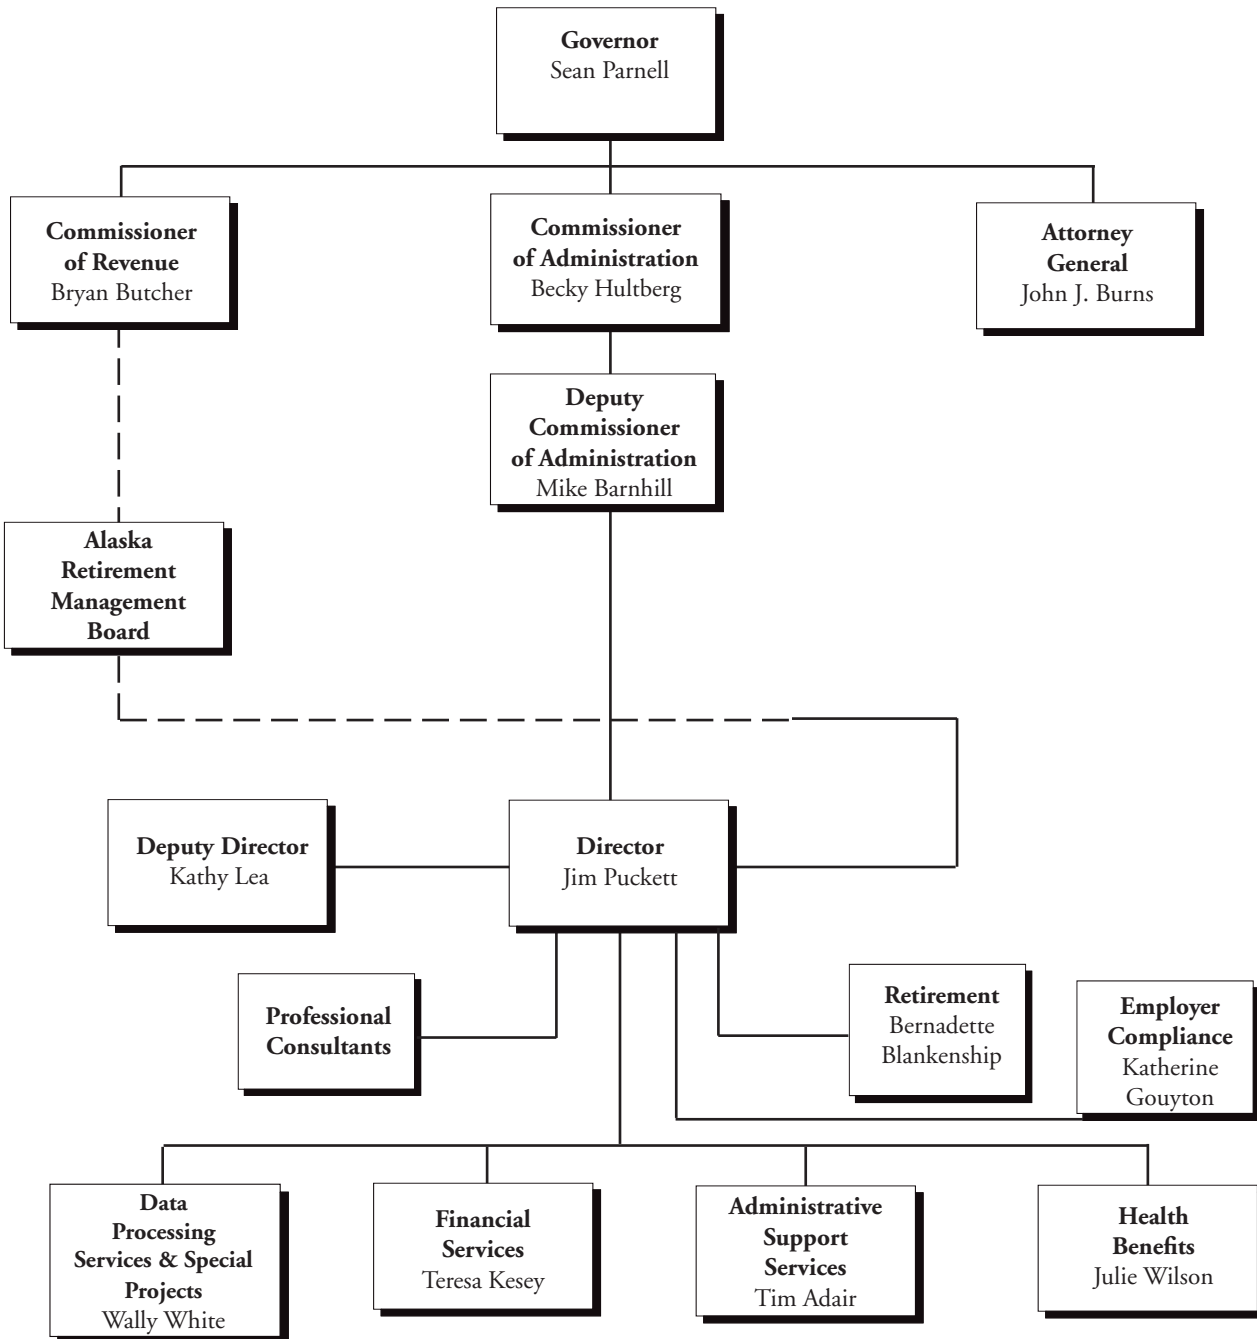 Governor
Sean Parnell
Commissioner
of Revenue
Bryan Butcher
Commissioner
of Administration
Becky Hultberg
Attorney
General
John J. Burns
Deputy
Commissioner
of Administration
Mike Barnhill
Alaska
Retirement
Management
Board
Deputy Director
Kathy Lea
Director
Jim Puckett
Professional
Consultants
Retirement
Bernadette
Blankenship
Employer
Compliance
Katherine
Gouyton
Data
Processing
Services & Special
Projects
Wally White
Financial
Services
Teresa Kesey
Administrative
Support
Services
Tim Adair
Health
Benefits
Julie Wilson